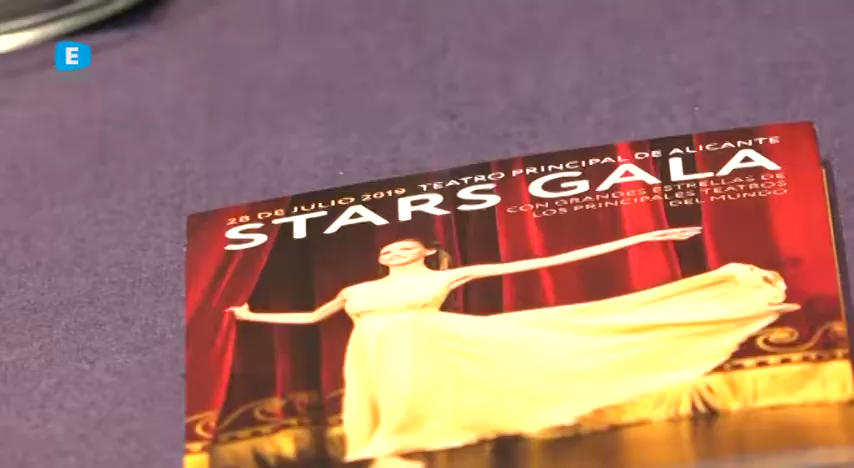 E
28 DE JULIO 2019 TEATRO PRINCIPAL DE ALICANTE
STARS GALA
CON GRANDES ESTRELLAS DE
LOS PRINCIPALES TEATROS
DEL MUNDO